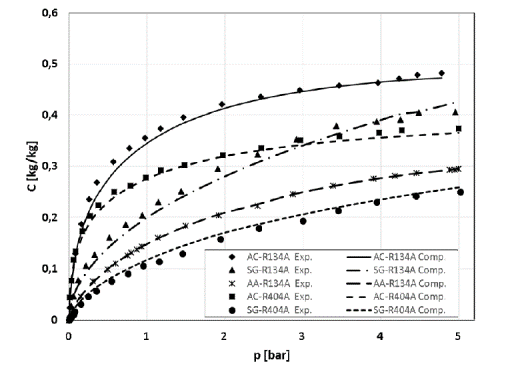 0,6
0,5
0,4
0,3
0,2
0,1
0
C [kg/kg]
0 1 2 3 4 5
p [bar]
AC-R134A Exp. AC-R134A Comp.
SG-R134A Exp. SG-R134A Comp.
AA-R134A Exp. AA-R134A Comp.
AC-R404A Exp. AC-R404A Comp.
SG-R404A Exp. SG-R404A Comp.